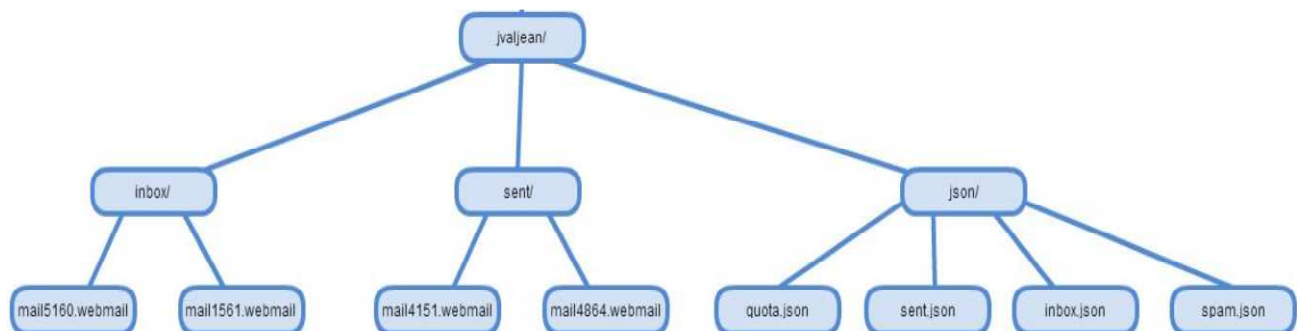 jvaljean/
inbox/
sent/
json/
mail5160.webmail
mail1561.webmail
mail4151.webmail
mail4864.webmail
quota.json
sent.json
inbox.json
spam.json